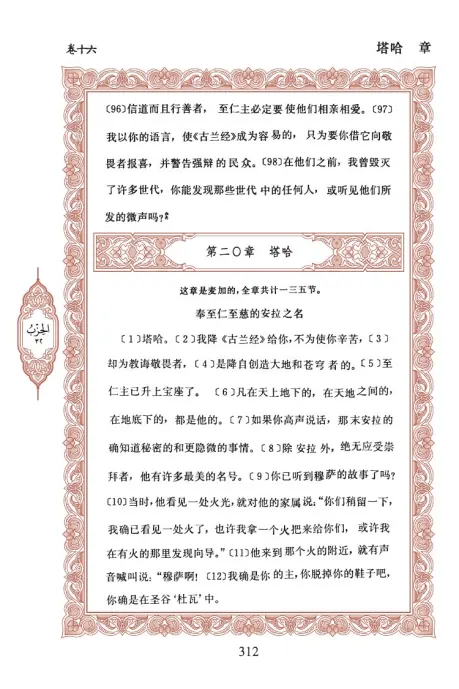 卷十六
塔哈 章
〔96〕信道而且行善者， 至仁主必定要使他们相亲相爱。〔97〕
我以你的语言，使《古兰经》成为容易的， 只为要你借它向敬
畏者报喜，并警告强辩的民众。〔98〕在他们之前，我曾毁灭
了许多世代，你能发现那些世代中的任何人，或听见他们所
发的微声吗？
第二〇章 塔哈
这章是麦加的，全章共计一三五节。
奉至仁至慈的安拉之名
〔1〕塔哈。〔2〕我降《古兰经》给你，不为使你辛苦，〔3〕
却为教诲敬畏者，〔4〕是降自创造大地和苍穹者的。〔5〕至
仁主已升上宝座了。〔6〕凡在天上地下的，在天地之间的，
在地底下的，都是他的。〔7〕如果你高声说话，那末安拉的
确知道秘密的和更隐微的事情。〔8〕除安拉外，绝无应受崇
拜者，他有许多最美的名号。〔9〕你已听到穆萨的故事了吗？
〔10〕当时，他看见一处火光，就对他的家属说：“你们稍留一下，
我确已看见一处火了，也许我拿一个火把来给你们， 或许我
在有火的那里发现向导。”〔11〕他来到那个火的附近，就有声
音喊叫说：“穆萨啊！〔12〕我确是你的主，你脱掉你的鞋子吧，
你确是在圣谷‘杜瓦’中。
الحزب
٣٢
312